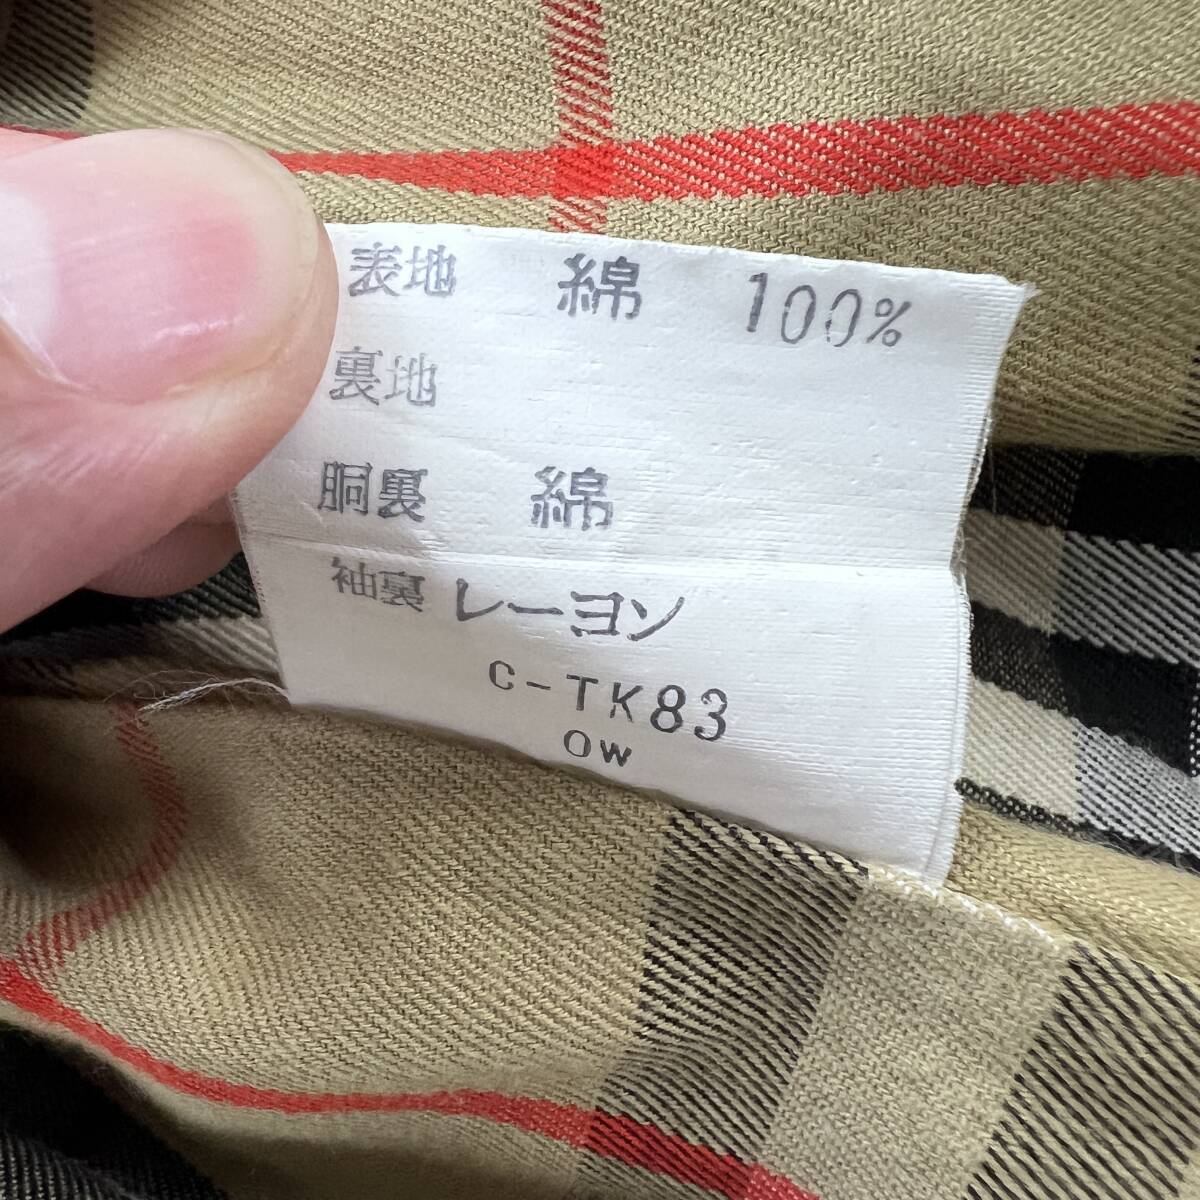 表地 綿 100%
裏地
胴裏 綿
袖裏 レーヨン
C-TK83
OW